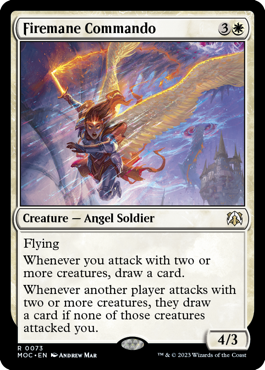 Firemane Commando 3
Creature — Angel Soldier
Flying
Whenever you attack with two or
more creatures, draw a card.
Whenever another player attacks with
two or more creatures, they draw
a card if none of those creatures
attacked you.
4/3
R 0073
MOC • EN Andrew Mar
™ & © 2023 Wizards of the Coast